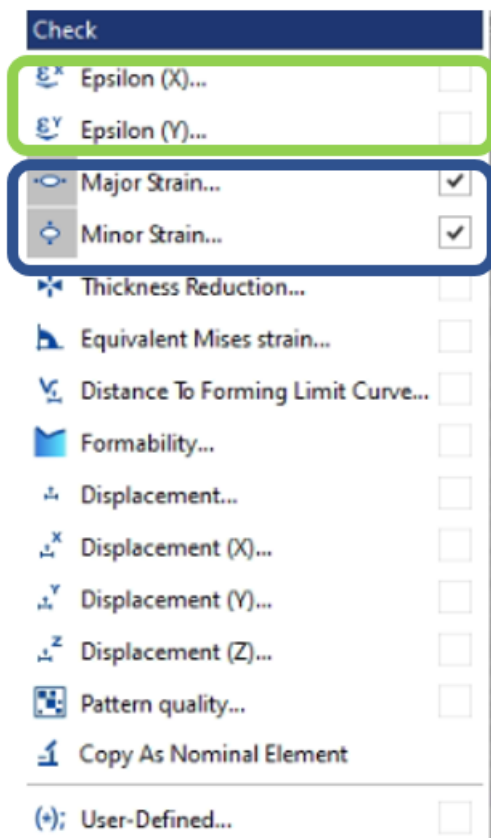 Check
Epsilon (X)...
Epsilon (Y)...
Major Strain...
Minor Strain...
Thickness Reduction...
Equivalent Mises strain...
Distance To Forming Limit Curve...
Formability...
Displacement...
Displacement (X)...
Displacement (Y)...
Displacement (Z)...
Pattern quality...
Copy As Nominal Element
User-Defined...